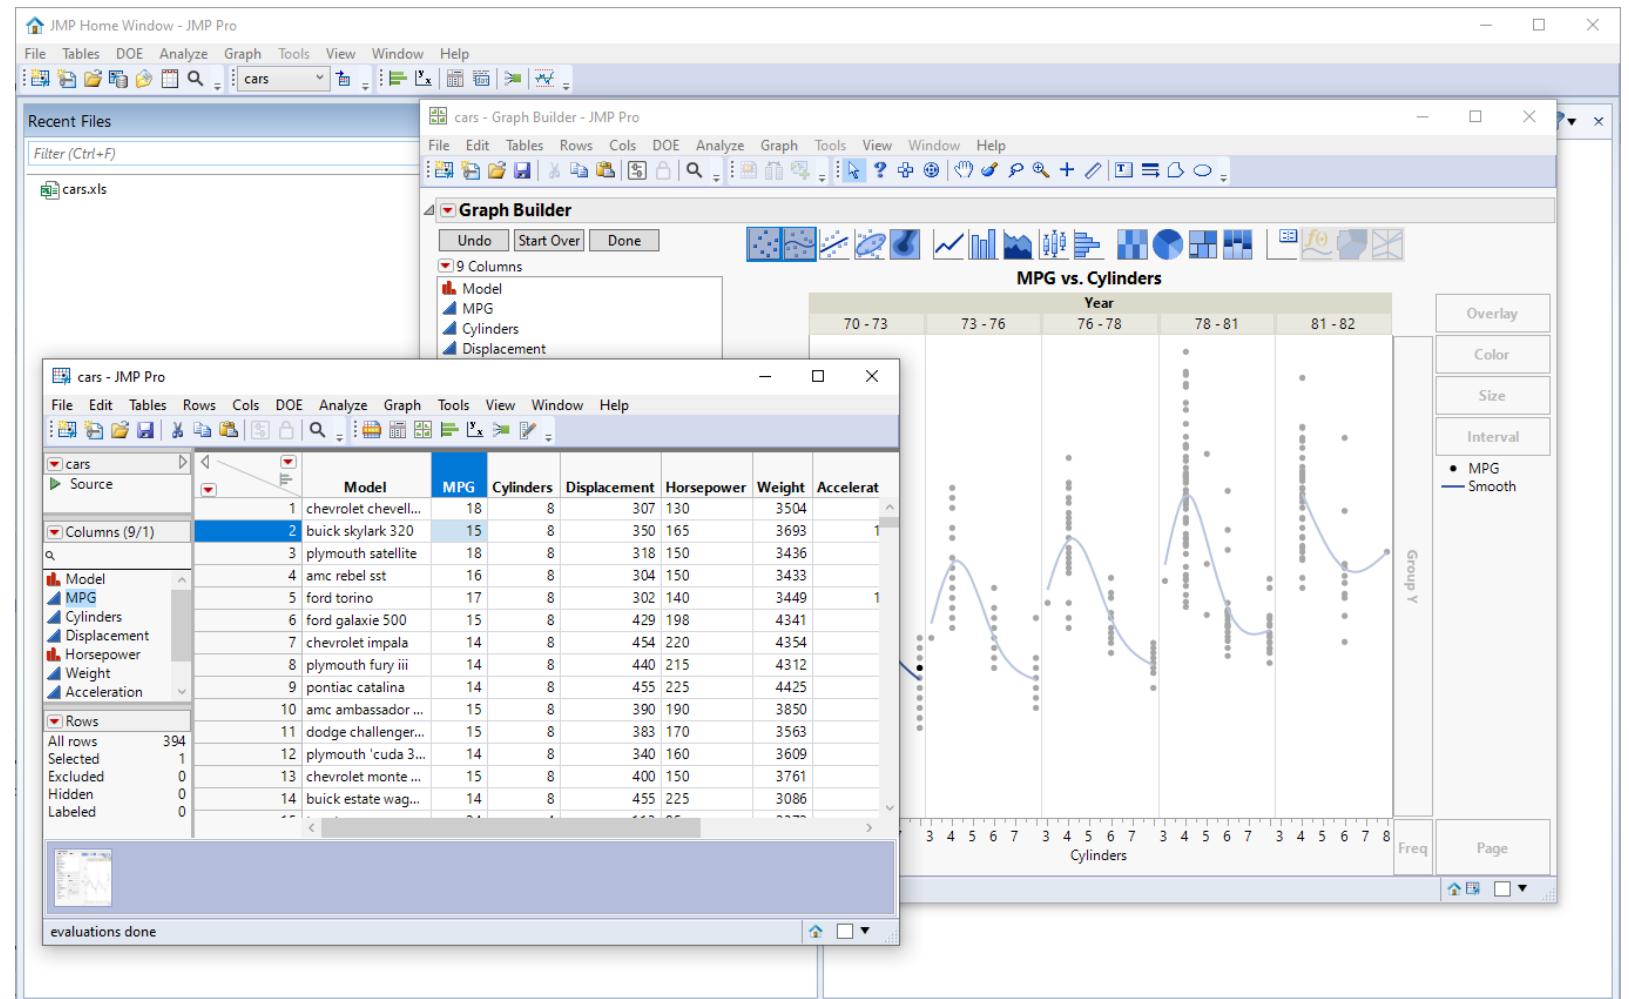 JMP Home Window - JMP Pro
File Tables DOE Analyze Graph Tools View Window Help
cars
Recent Files
Filter (Ctrl+F)
cars.xls
cars - Graph Builder - JMP Pro
File Edit Tables Rows Cols DOE Analyze Graph Tools View Window Help
Graph Builder
Undo Start Over Done
9 Columns
Model
MPG
Cylinders
Displacement
MPG vs. Cylinders
Year
70 - 73 73 - 76 76 - 78 78 - 81 81 - 82
Overlay
Color
Size
Interval
MPG
Smooth
Group Y
3 4 5 6 7 3 4 5 6 7 3 4 5 6 7 3 4 5 6 7 8
Cylinders
Freq
Page
cars - JMP Pro
File Edit Tables Rows Cols DOE Analyze Graph Tools View Window Help
cars
Source
Columns (9/1)
Model
MPG
Cylinders
Displacement
Horsepower
Weight
Acceleration
Rows
All rows 394
Selected 1
Excluded 0
Hidden 0
Labeled 0
Model MPG Cylinders Displacement Horsepower Weight Accelerat
1 chevrolet chevell... 18 8 307 130 3504
2 buick skylark 320 15 8 350 165 3693 1
3 plymouth satellite 18 8 318 150 3436
4 amc rebel sst 16 8 304 150 3433
5 ford torino 17 8 302 140 3449 1
6 ford galaxie 500 15 8 429 198 4341
7 chevrolet impala 14 8 454 220 4354
8 plymouth fury iii 14 8 440 215 4312
9 pontiac catalina 14 8 455 225 4425
10 amc ambassador ... 15 8 390 190 3850
11 dodge challenger... 15 8 383 170 3563
12 plymouth 'cuda 3... 14 8 340 160 3609
13 chevrolet monte ... 15 8 400 150 3761
14 buick estate wag... 14 8 455 225 3086
evaluations done